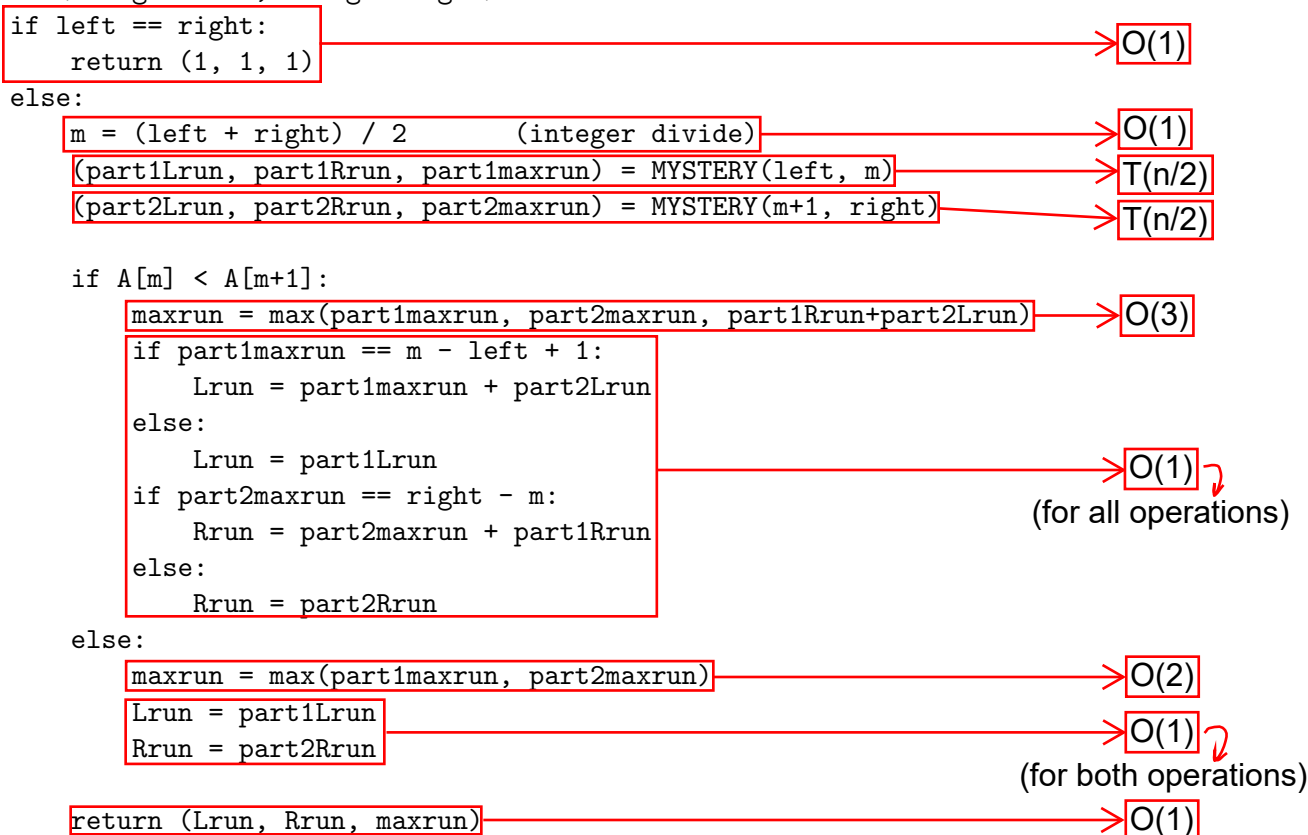 if left == right:
    return (1, 1, 1) O(1)
else:
    m = (left + right) / 2       (integer divide) O(1)
    (part1Lrun, part1Rrun, part1maxrun) = MYSTERY(left, m) T(n/2)
    (part2Lrun, part2Rrun, part2maxrun) = MYSTERY(m+1, right) T(n/2)
    if A[m] < A[m+1]:
        maxrun = max(part1maxrun, part2maxrun, part1Rrun+part2Lrun) O(3)
        if part1maxrun == m - left + 1:
            Lrun = part1maxrun + part2Lrun
        else:
            Lrun = part1Lrun O(1)
        if part2maxrun == right - m: (for all operations)
            Rrun = part2maxrun + part1Rrun
        else:
            Rrun = part2Rrun
    else:
        maxrun = max(part1maxrun, part2maxrun) O(2)
        Lrun = part1Lrun O(1)
        Rrun = part2Rrun (for both operations)
    return (Lrun, Rrun, maxrun) O(1)